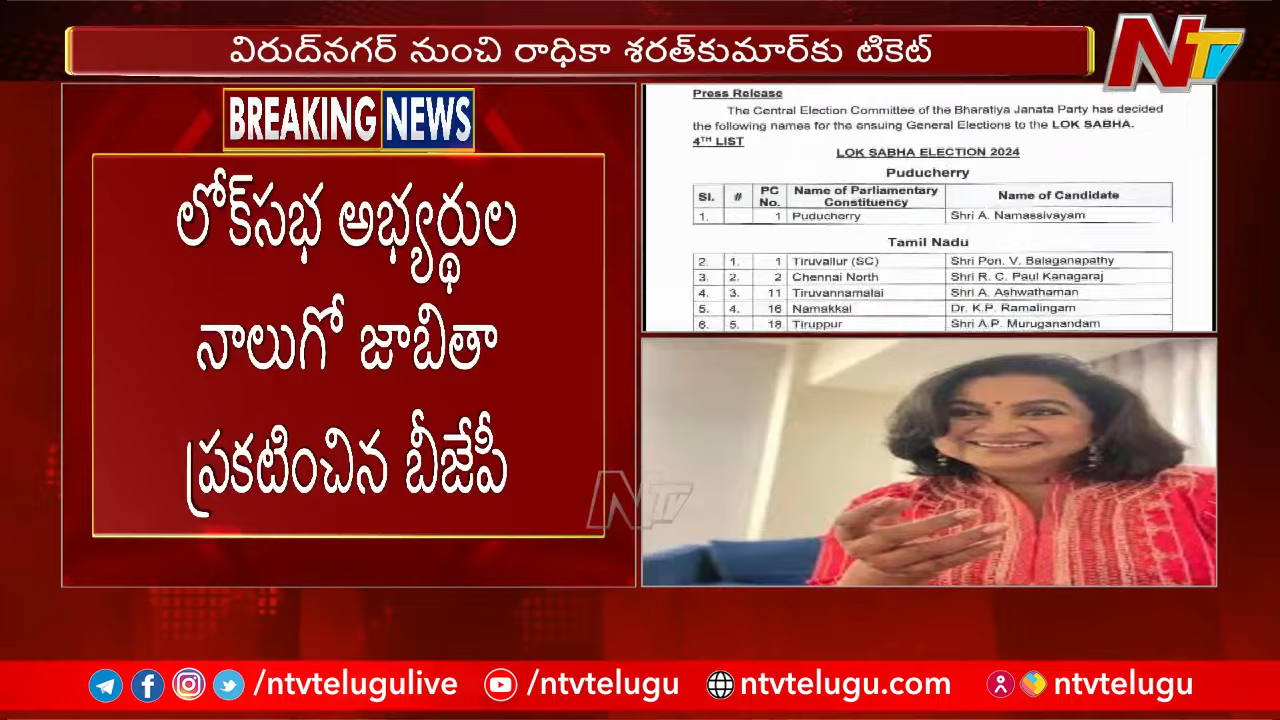 విరుద్‌నగర్ నుంచి రాధికా శరత్‌కుమార్‌కు టికెట్
NTV
BREAKING NEWS
లోక్‌సభ అభ్యర్థుల
నాలుగో జాబితా
ప్రకటించిన బీజేపీ
Press Release
The Central Election Committee of the Bharatiya Janata Party has decided
the following names for the ensuing General Elections to the LOK SABHA.
4TH LIST
LOK SABHA ELECTION 2024
Puducherry
Sl. # PC No. Name of Parliamentary Constituency Name of Candidate
1. 1 Puducherry Shri A. Namassivayam
Tamil Nadu
2. 1. 1 Tiruvallur (SC) Shri Pon. V. Balaganapathy
3. 2. 2 Chennai North Shri R. C. Paul Kanagaraj
4. 3. 11 Tiruvannamalai Shri A. Ashwathaman
5. 4. 16 Namakkal Dr. K.P. Ramalingam
6. 5. 18 Tiruppur Shri A.P. Muruganandam
NTV
/ntvtelugulive /ntvtelugu ntvtelugu.com ntvtelugu